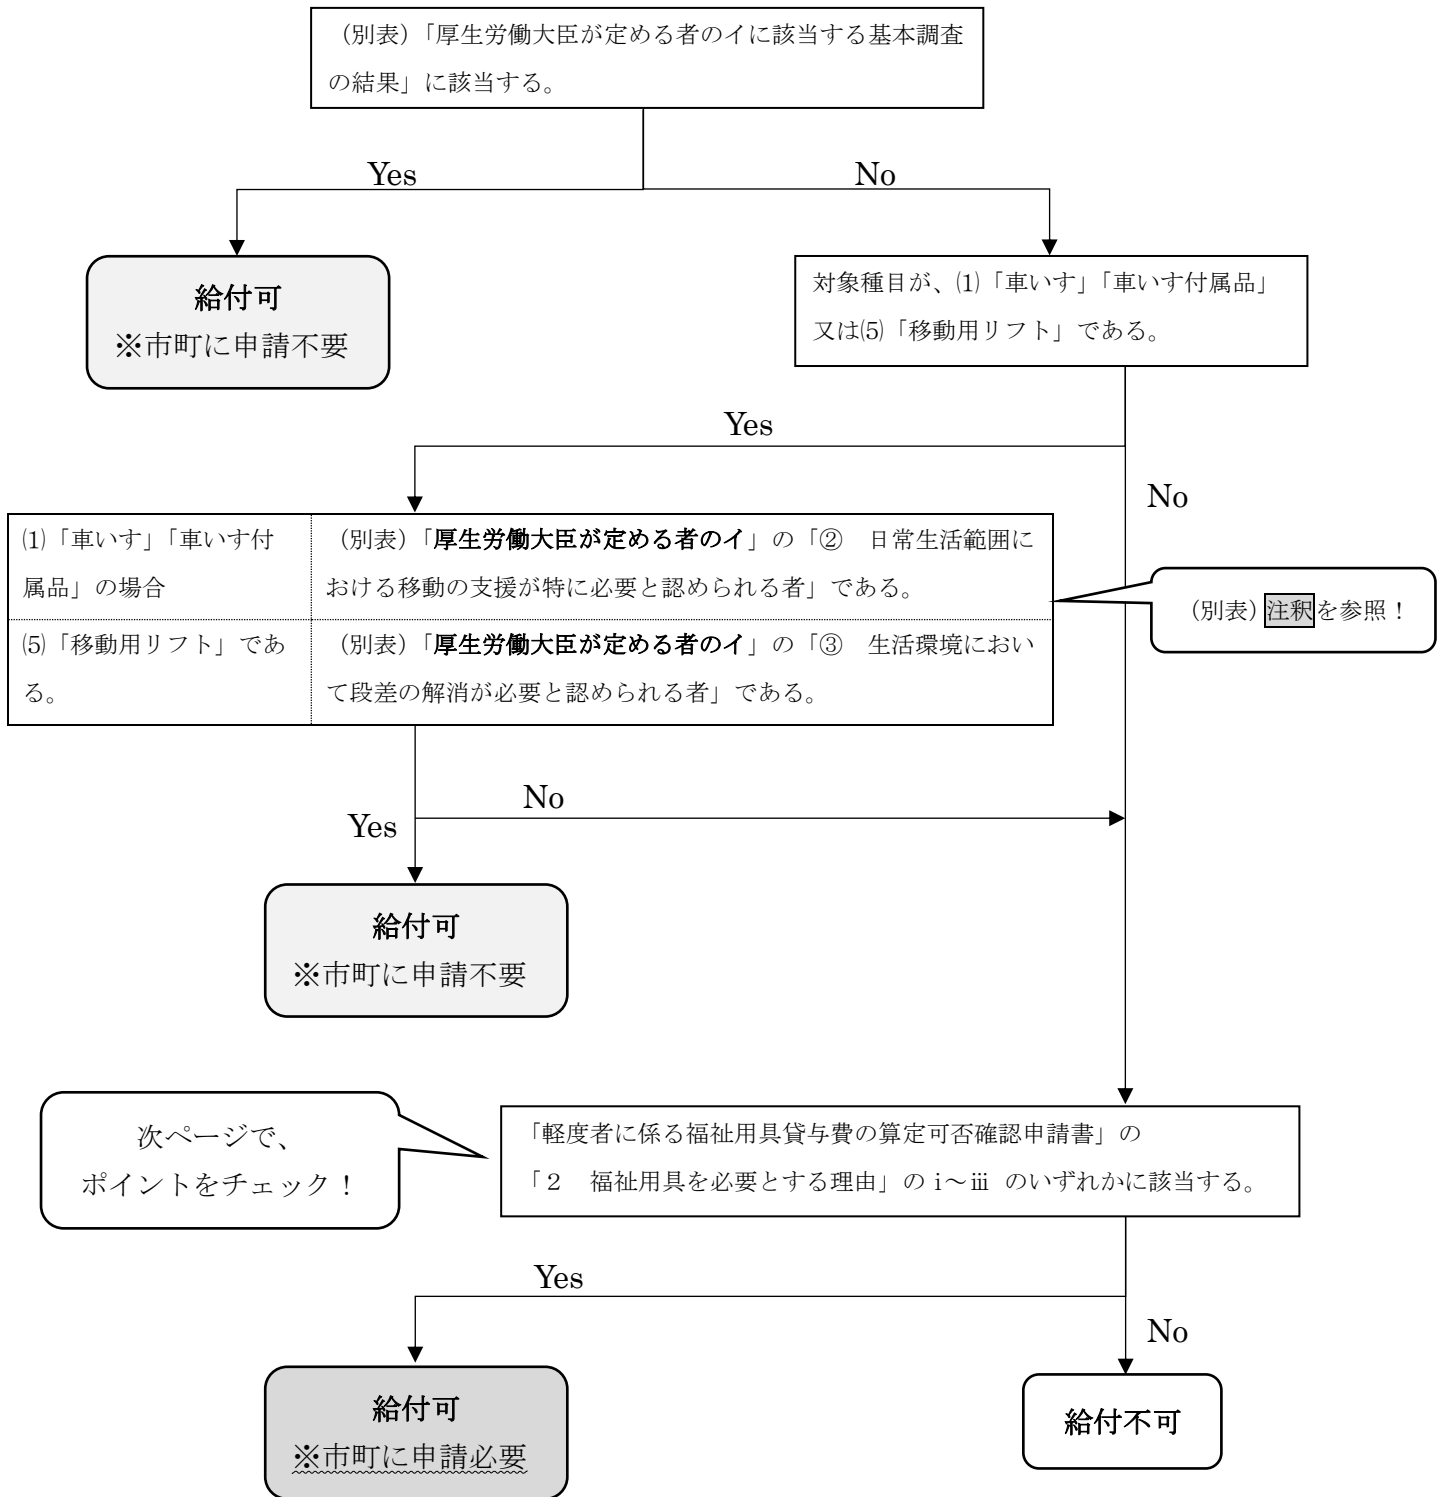 （別表）「厚生労働大臣が定める者のイに該当する基本調査
の結果」に該当する。
Yes
No
給付可
※市町に申請不要
対象種目が、⑴「車いす」「車いす付属品」
又は⑸「移動用リフト」である。
Yes
No
⑴「車いす」「車いす付
属品」の場合
（別表）「厚生労働大臣が定める者のイ」の「②　日常生活範囲に
おける移動の支援が特に必要と認められる者」である。
⑸「移動用リフト」であ
る。
（別表）「厚生労働大臣が定める者のイ」の「③　生活環境におい
て段差の解消が必要と認められる者」である。
（別表）注釈を参照！
No
Yes
給付可
※市町に申請不要
次ページで、
ポイントをチェック！
「軽度者に係る福祉用具貸与費の算定可否確認申請書」の
「２　福祉用具を必要とする理由」のⅰ～ⅲ のいずれかに該当する。
Yes
No
給付可
※市町に申請必要
給付不可